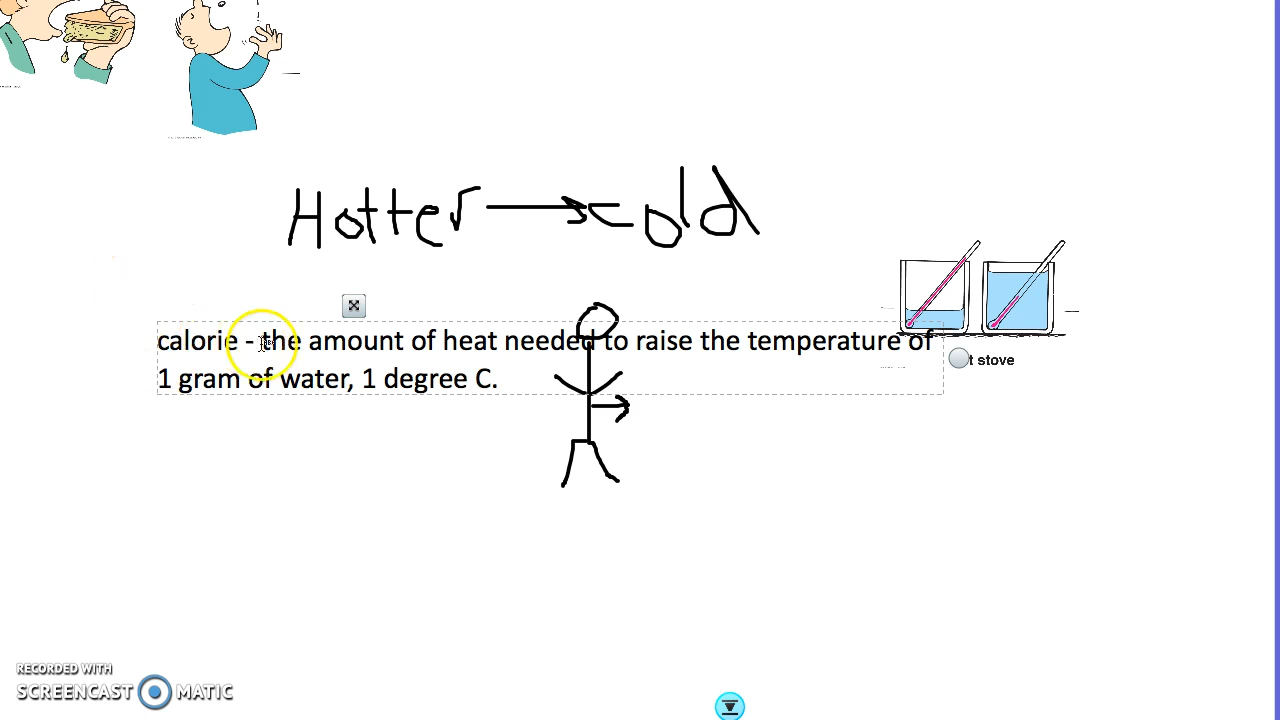 Hotter → cold
calorie - the amount of heat needed to raise the temperature of
1 gram of water, 1 degree C.
t stove
RECORDED WITH
SCREENCAST MATIC